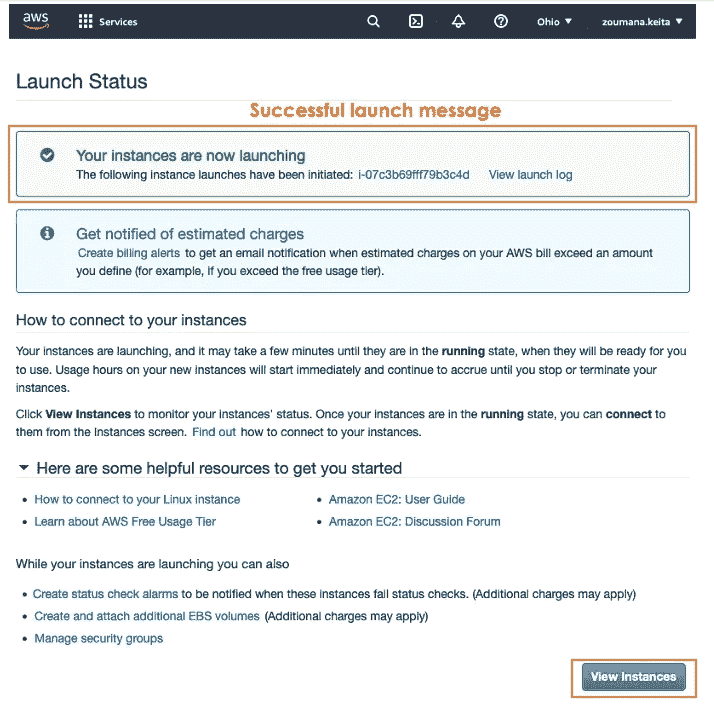 aws Services Ohio zoumana.keita
Launch Status
Successful launch message
Your instances are now launching
The following instance launches have been initiated: i-07c3b69fff79b3c4d View launch log
Get notified of estimated charges
Create billing alerts to get an email notification when estimated charges on your AWS bill exceed an amount
you define (for example, if you exceed the free usage tier).
How to connect to your instances
Your instances are launching, and it may take a few minutes until they are in the running state, when they will be ready for you
to use. Usage hours on your new instances will start immediately and continue to accrue until you stop or terminate your
instances.
Click View Instances to monitor your instances' status. Once your instances are in the running state, you can connect to
them from the Instances screen. Find out how to connect to your instances.
Here are some helpful resources to get you started
• How to connect to your Linux instance • Amazon EC2: User Guide
• Learn about AWS Free Usage Tier • Amazon EC2: Discussion Forum
While your instances are launching you can also
• Create status check alarms to be notified when these instances fail status checks. (Additional charges may apply)
• Create and attach additional EBS volumes (Additional charges may apply)
• Manage security groups
View Instances